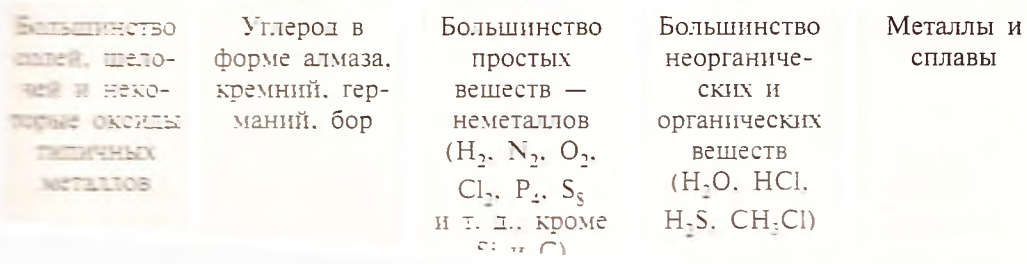 Большинство
солей, щело-
чей и неко-
торые оксиды
типичных
металлов
Углерод в
форме алмаза,
кремний, гер-
маний, бор
Большинство
простых
веществ —
неметаллов
(H₂, N₂, O₂,
Cl₂, P₄, S₈
и т. д., кроме
Si и C)
Большинство
неорганиче-
ских и
органических
веществ
(H₂O, HCl,
H₂S, CH₃Cl)
Металлы и
сплавы